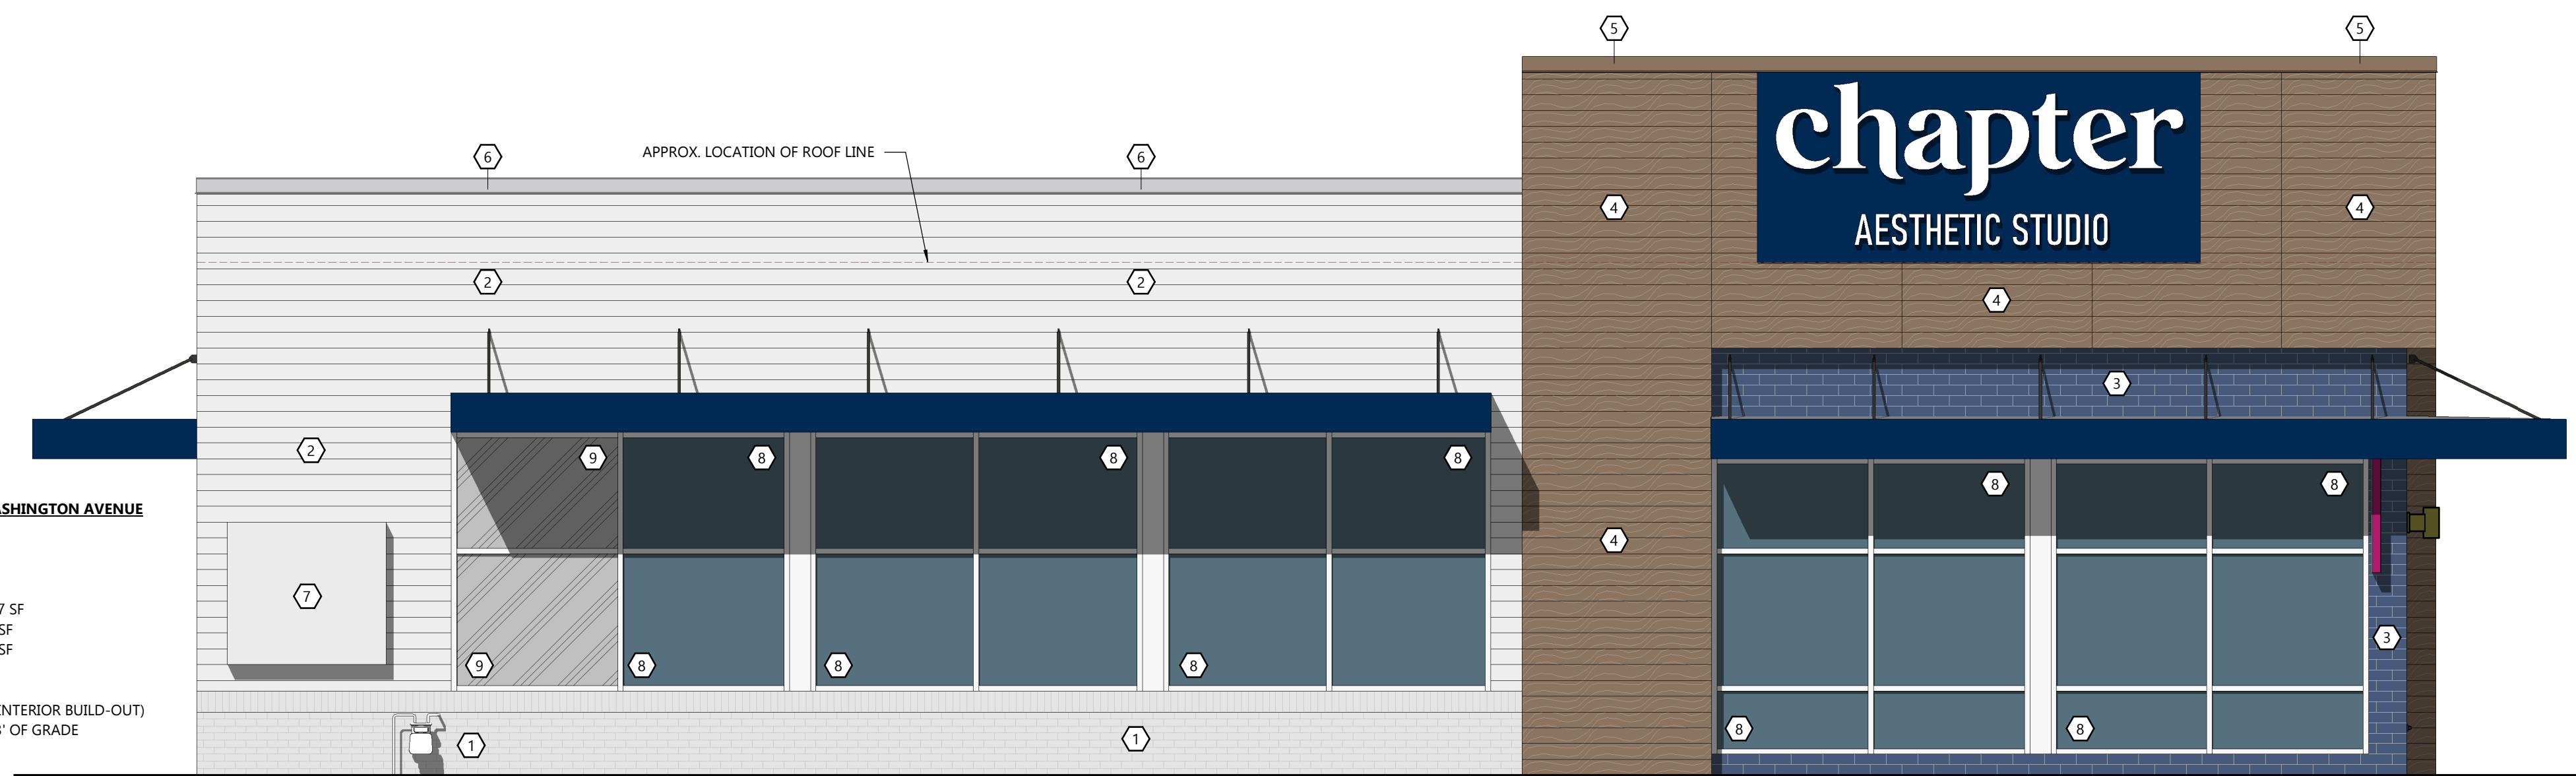 5 5
chapter
AESTHETIC STUDIO
APPROX. LOCATION OF ROOF LINE
6 6
4 4
2 2
4
3
2
9 8 8 8
8 8
ASHINGTON AVENUE
4
7
7 SF
SF
SF
3
9 8 8 8
INTERIOR BUILD-OUT)
' OF GRADE
8 8
1 1